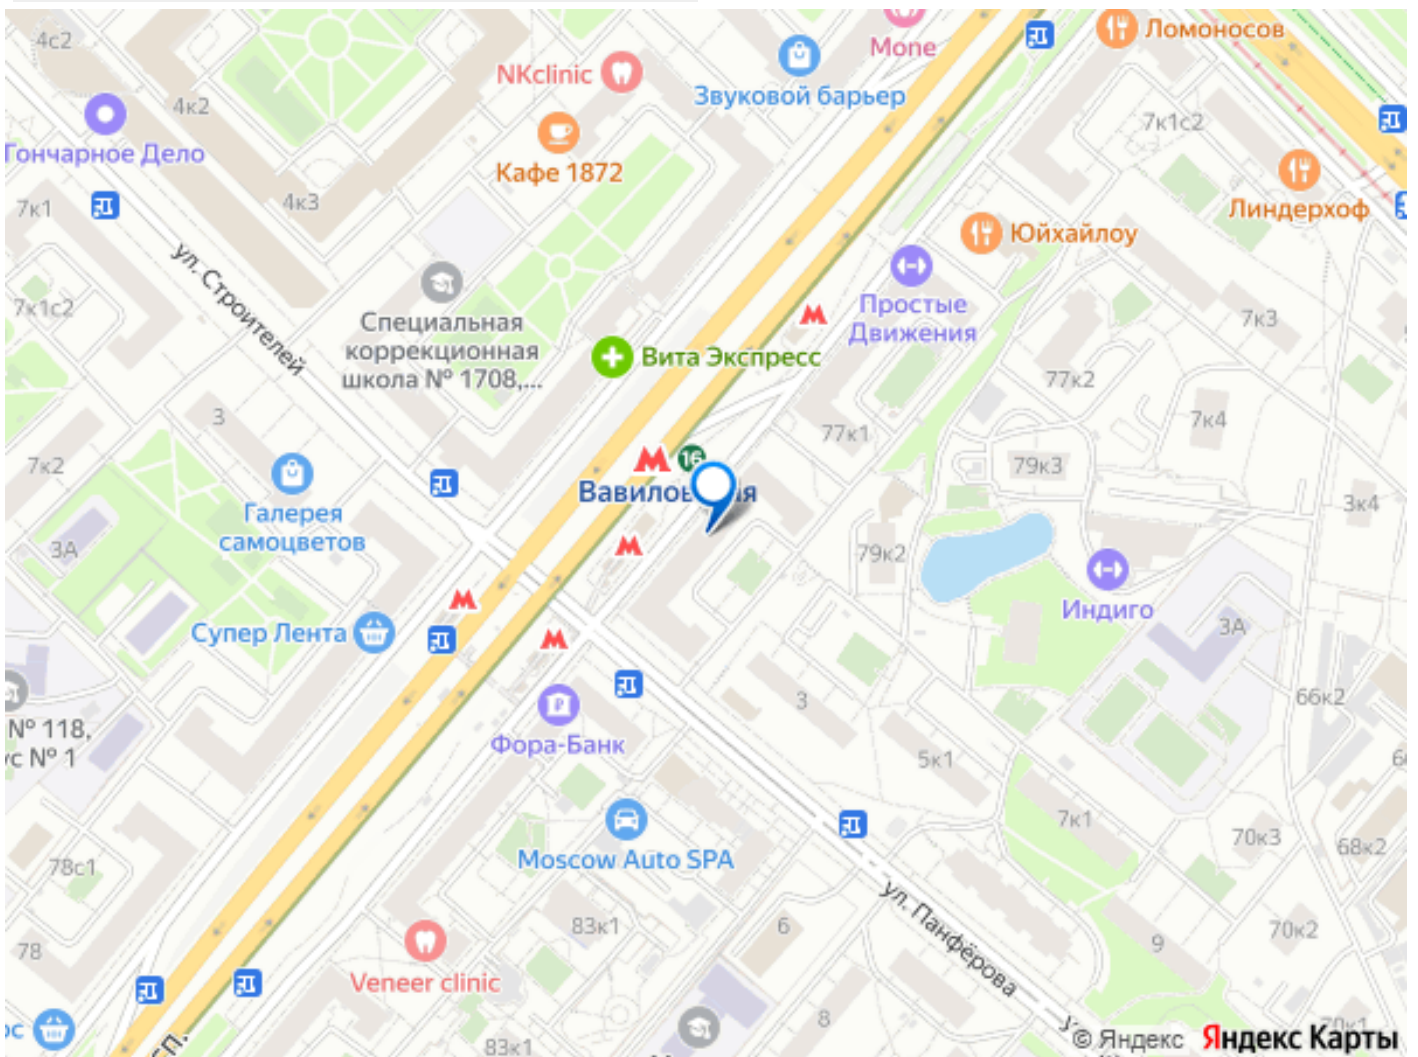 4с2
Ломоносов
Mone
NKclinic
Звуковой барьер
4к2
7к1с2
Гончарное Дело
Кафе 1872
Линдерхоф
7к1
4к3
Юйхайлоу
ул. Строителей
7к1с2
Специальная
коррекционная
школа № 1708,...
Простые
Движения
7к3
Вита Экспресс
77к2
3
77к1
7к4
7к2
16
79к3
Галерея
самоцветов
3к4
3А
79к2
Индиго
Супер Лента
3А
66к2
3
№ 118,
Фора-Банк
5к1
7к1
70к3
68к2
Moscow Auto SPA
78с1
ул. Панфёрова
83к1
6
9
70к2
78
Veneer clinic
8
83к1
© Яндекс
Яндекс Карты